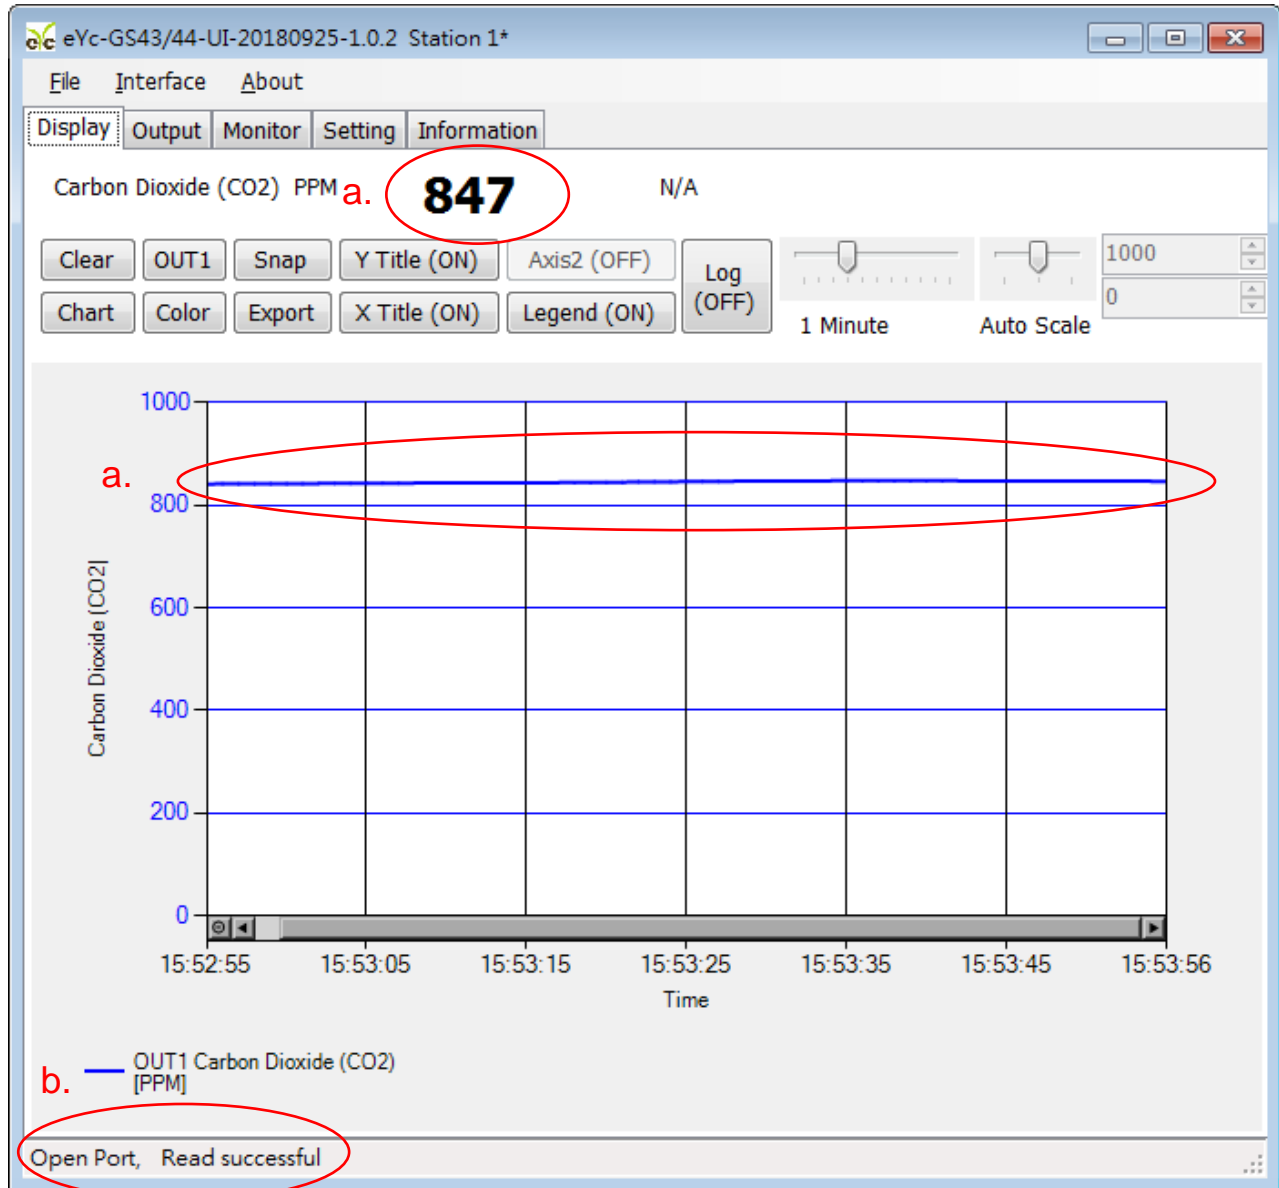 eYc-GS43/44-UI-20180925-1.0.2 Station 1*
File Interface About
Display Output Monitor Setting Information
Carbon Dioxide (CO2) PPM a. 847 N/A
Clear OUT1 Snap Y Title (ON) Axis2 (OFF) Log (OFF) 1000
Chart Color Export X Title (ON) Legend (ON) 1 Minute Auto Scale 0
1000
a.
800
600
400
200
0
Carbon Dioxide (CO2)
15:52:55 15:53:05 15:53:15 15:53:25 15:53:35 15:53:45 15:53:56
Time
b. OUT1 Carbon Dioxide (CO2)
[PPM]
Open Port, Read successful